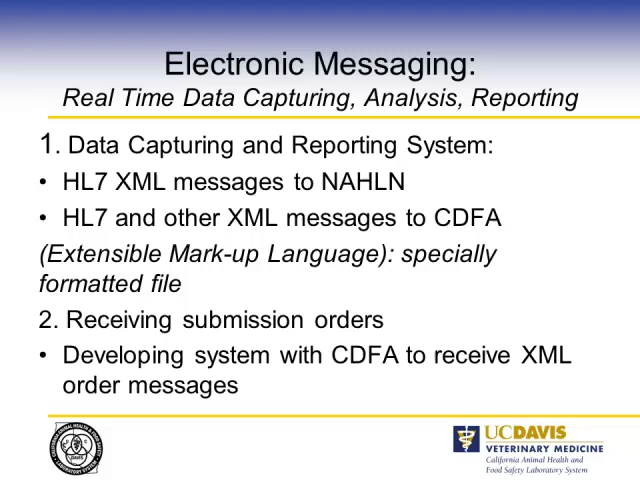 Electronic Messaging:
Real Time Data Capturing, Analysis, Reporting
1. Data Capturing and Reporting System:
• HL7 XML messages to NAHLN
• HL7 and other XML messages to CDFA
(Extensible Mark-up Language): specially
formatted file
2. Receiving submission orders
• Developing system with CDFA to receive XML
order messages
UCDAVIS
VETERINARY MEDICINE
California Animal Health and
Food Safety Laboratory System